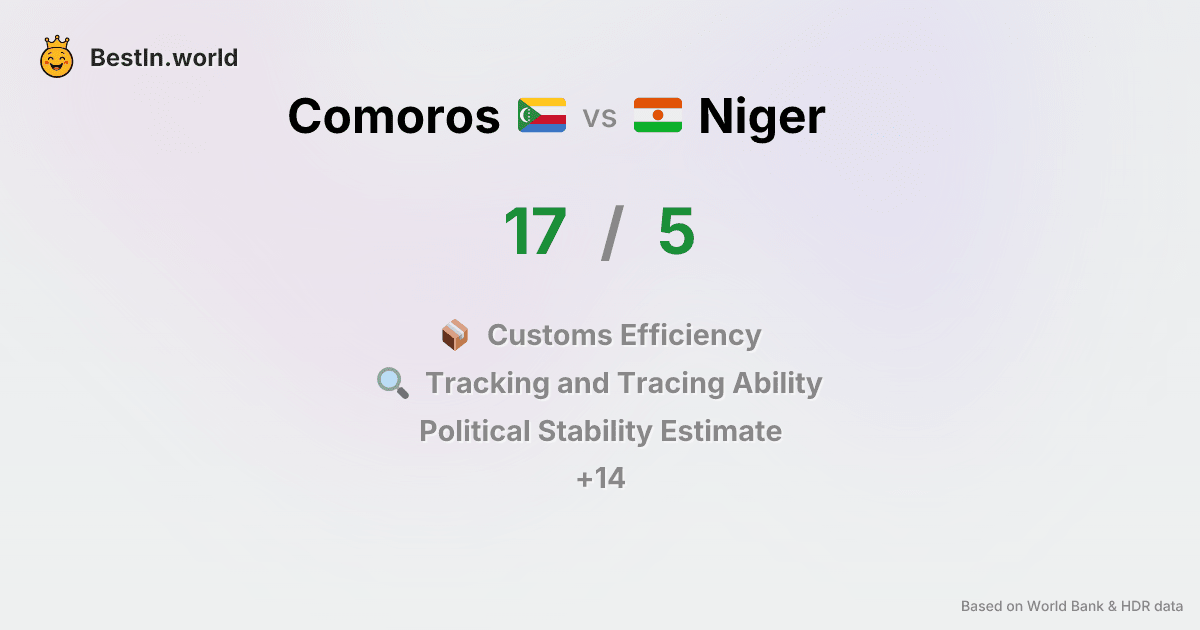 BestIn.world
Comoros vs Niger
17 / 5
Customs Efficiency
Tracking and Tracing Ability
Political Stability Estimate
+14
Based on World Bank & HDR data